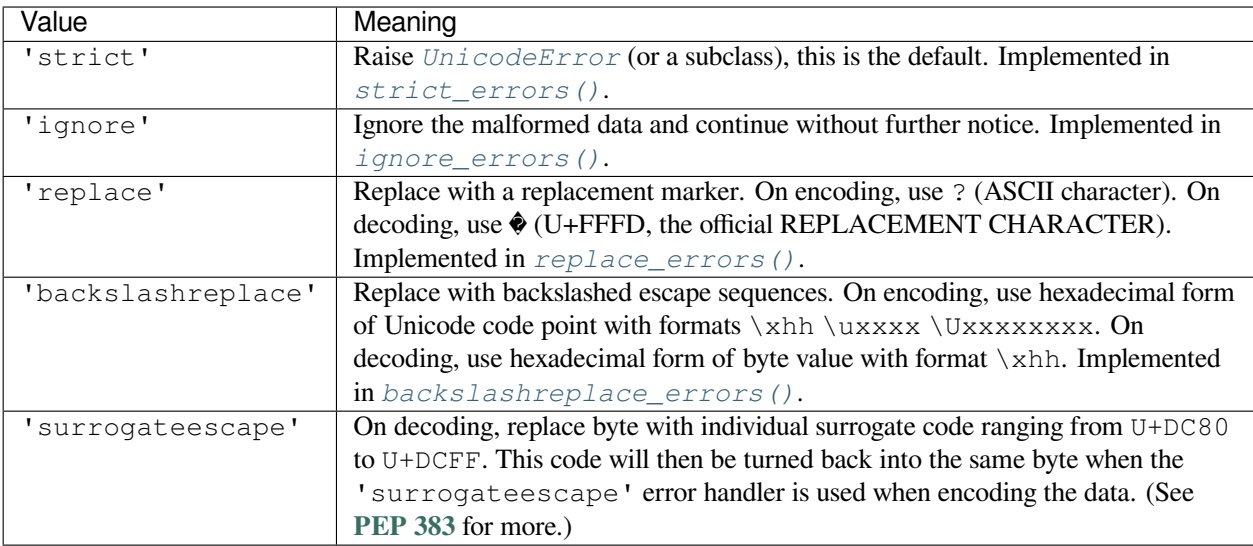 Value Meaning
'strict' Raise UnicodeError (or a subclass), this is the default. Implemented in
strict_errors().
'ignore' Ignore the malformed data and continue without further notice. Implemented in
ignore_errors().
'replace' Replace with a replacement marker. On encoding, use ? (ASCII character). On
decoding, use � (U+FFFD, the official REPLACEMENT CHARACTER).
Implemented in replace_errors().
'backslashreplace' Replace with backslashed escape sequences. On encoding, use hexadecimal form
of Unicode code point with formats \xhh \uxxxx \Uxxxxxxxx. On
decoding, use hexadecimal form of byte value with format \xhh. Implemented
in backslashreplace_errors().
'surrogateescape' On decoding, replace byte with individual surrogate code ranging from U+DC80
to U+DCFF. This code will then be turned back into the same byte when the
'surrogateescape' error handler is used when encoding the data. (See
PEP 383 for more.)